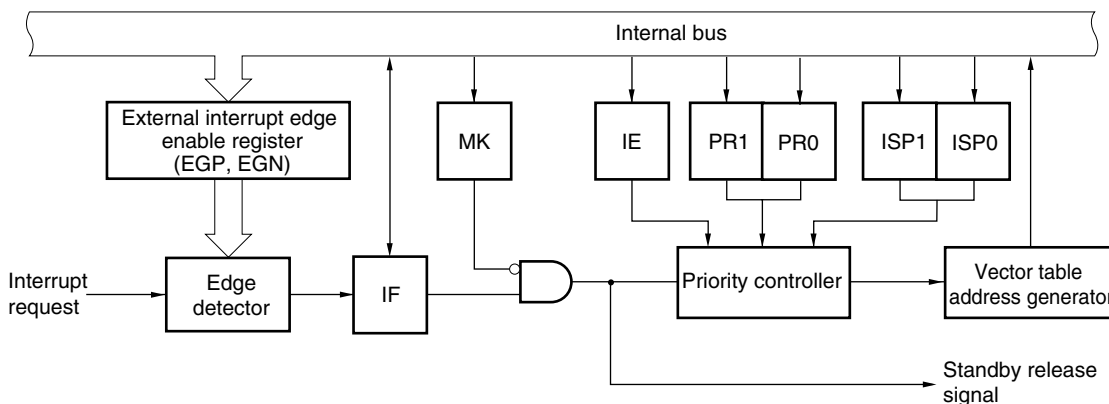 Internal bus
External interrupt edge
enable register
(EGP, EGN)
MK
IE
PR1
PR0
ISP1
ISP0
Interrupt
request
Edge
detector
IF
Priority controller
Vector table
address generator
Standby release
signal